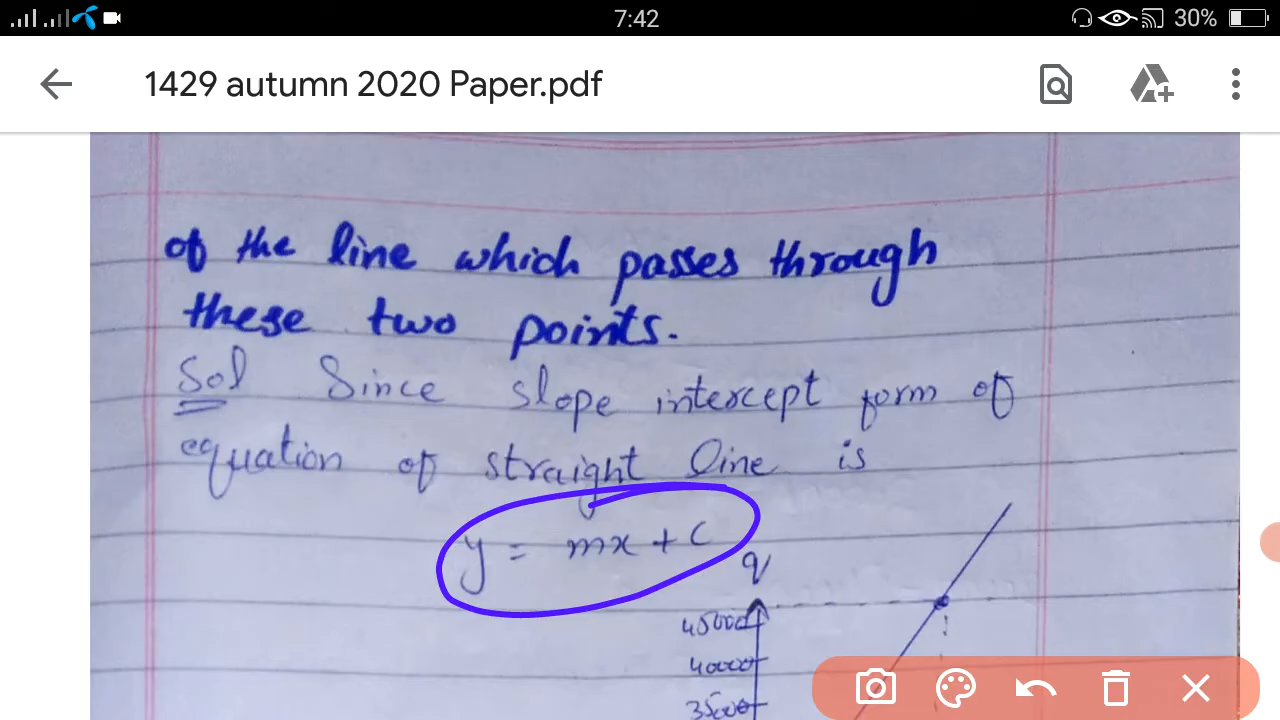 7:42
30%
1429 autumn 2020 Paper.pdf
of the line which passes through
these two points.
Sol Since slope intercept form of
equation of straight line is
y = mx + c
q
45000
40000
35000